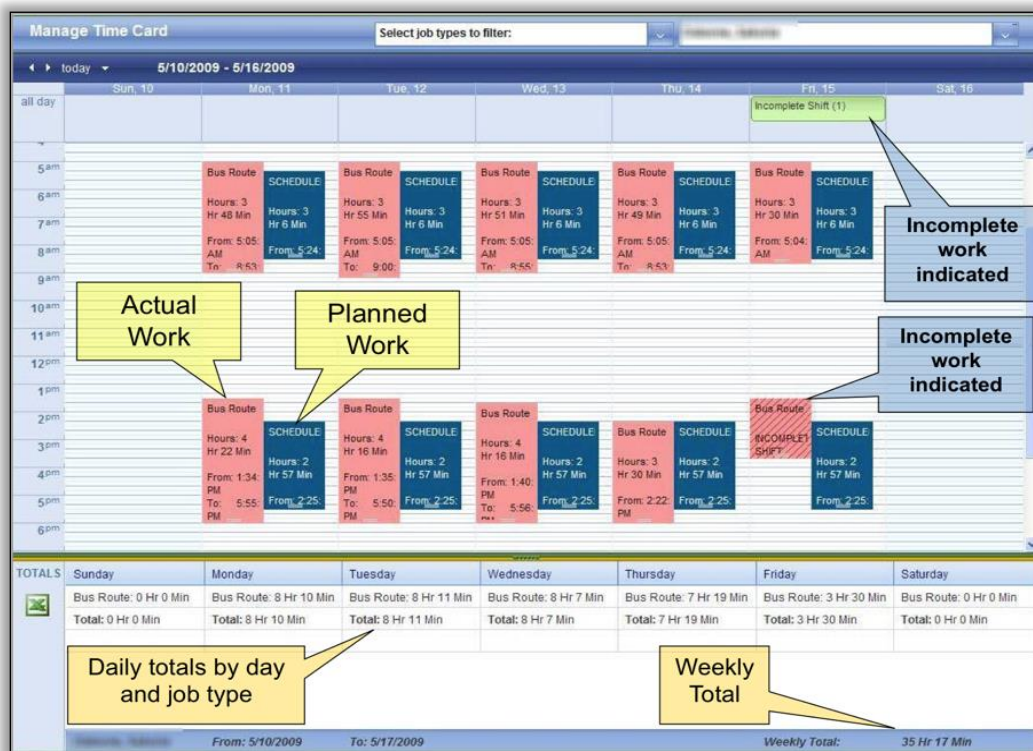 Manage Time Card
Select job types to filter:
today
5/10/2009 - 5/16/2009
Sun, 10 Mon, 11 Tue, 12 Wed, 13 Thu, 14 Fri, 15 Sat, 16
all day
Incomplete Shift (1)
5am
6am
7am
8am
9am
10am
11am
12pm
1pm
2pm
3pm
4pm
5pm
6pm
Bus Route
Hours: 3
Hr 48 Min
From: 5:05:
AM
To: 8:53:
SCHEDULE
Hours: 3
Hr 6 Min
From: 5:24:
Bus Route
Hours: 3
Hr 55 Min
From: 5:05:
AM
To: 9:00:
SCHEDULE
Hours: 3
Hr 6 Min
From: 5:24:
Bus Route
Hours: 3
Hr 51 Min
From: 5:05:
AM
To: 8:55:
SCHEDULE
Hours: 3
Hr 6 Min
From: 5:24:
Bus Route
Hours: 3
Hr 49 Min
From: 5:05:
AM
To: 8:53:
SCHEDULE
Hours: 3
Hr 6 Min
From: 5:24:
Bus Route
Hours: 3
Hr 30 Min
From: 5:04:
AM
SCHEDULE
Hours: 3
Hr 6 Min
From: 5:24:
Incomplete
work
indicated
Actual
Work
Planned
Work
Incomplete
work
indicated
Bus Route
Hours: 4
Hr 22 Min
From: 1:34:
PM
To: 5:55:
PM
SCHEDULE
Hours: 2
Hr 57 Min
From: 2:25:
Bus Route
Hours: 4
Hr 16 Min
From: 1:35:
PM
To: 5:50:
PM
SCHEDULE
Hours: 2
Hr 57 Min
From: 2:25:
Bus Route
Hours: 4
Hr 16 Min
From: 1:40:
PM
To: 5:56:
PM
SCHEDULE
Hours: 2
Hr 57 Min
From: 2:25:
Bus Route
Hours: 3
Hr 30 Min
From: 2:22:
PM
SCHEDULE
Hours: 2
Hr 57 Min
From: 2:25:
Bus Route
INCOMPLET
SHIFT
SCHEDULE
Hours: 2
Hr 57 Min
From: 2:25:
TOTALS Sunday Monday Tuesday Wednesday Thursday Friday Saturday
Bus Route: 0 Hr 0 Min Bus Route: 8 Hr 10 Min Bus Route: 8 Hr 11 Min Bus Route: 8 Hr 7 Min Bus Route: 7 Hr 19 Min Bus Route: 3 Hr 30 Min Bus Route: 0 Hr 0 Min
Total: 0 Hr 0 Min Total: 8 Hr 10 Min Total: 8 Hr 11 Min Total: 8 Hr 7 Min Total: 7 Hr 19 Min Total: 3 Hr 30 Min Total: 0 Hr 0 Min
Daily totals by day
and job type
Weekly
Total
From: 5/10/2009 To: 5/17/2009 Weekly Total: 35 Hr 17 Min